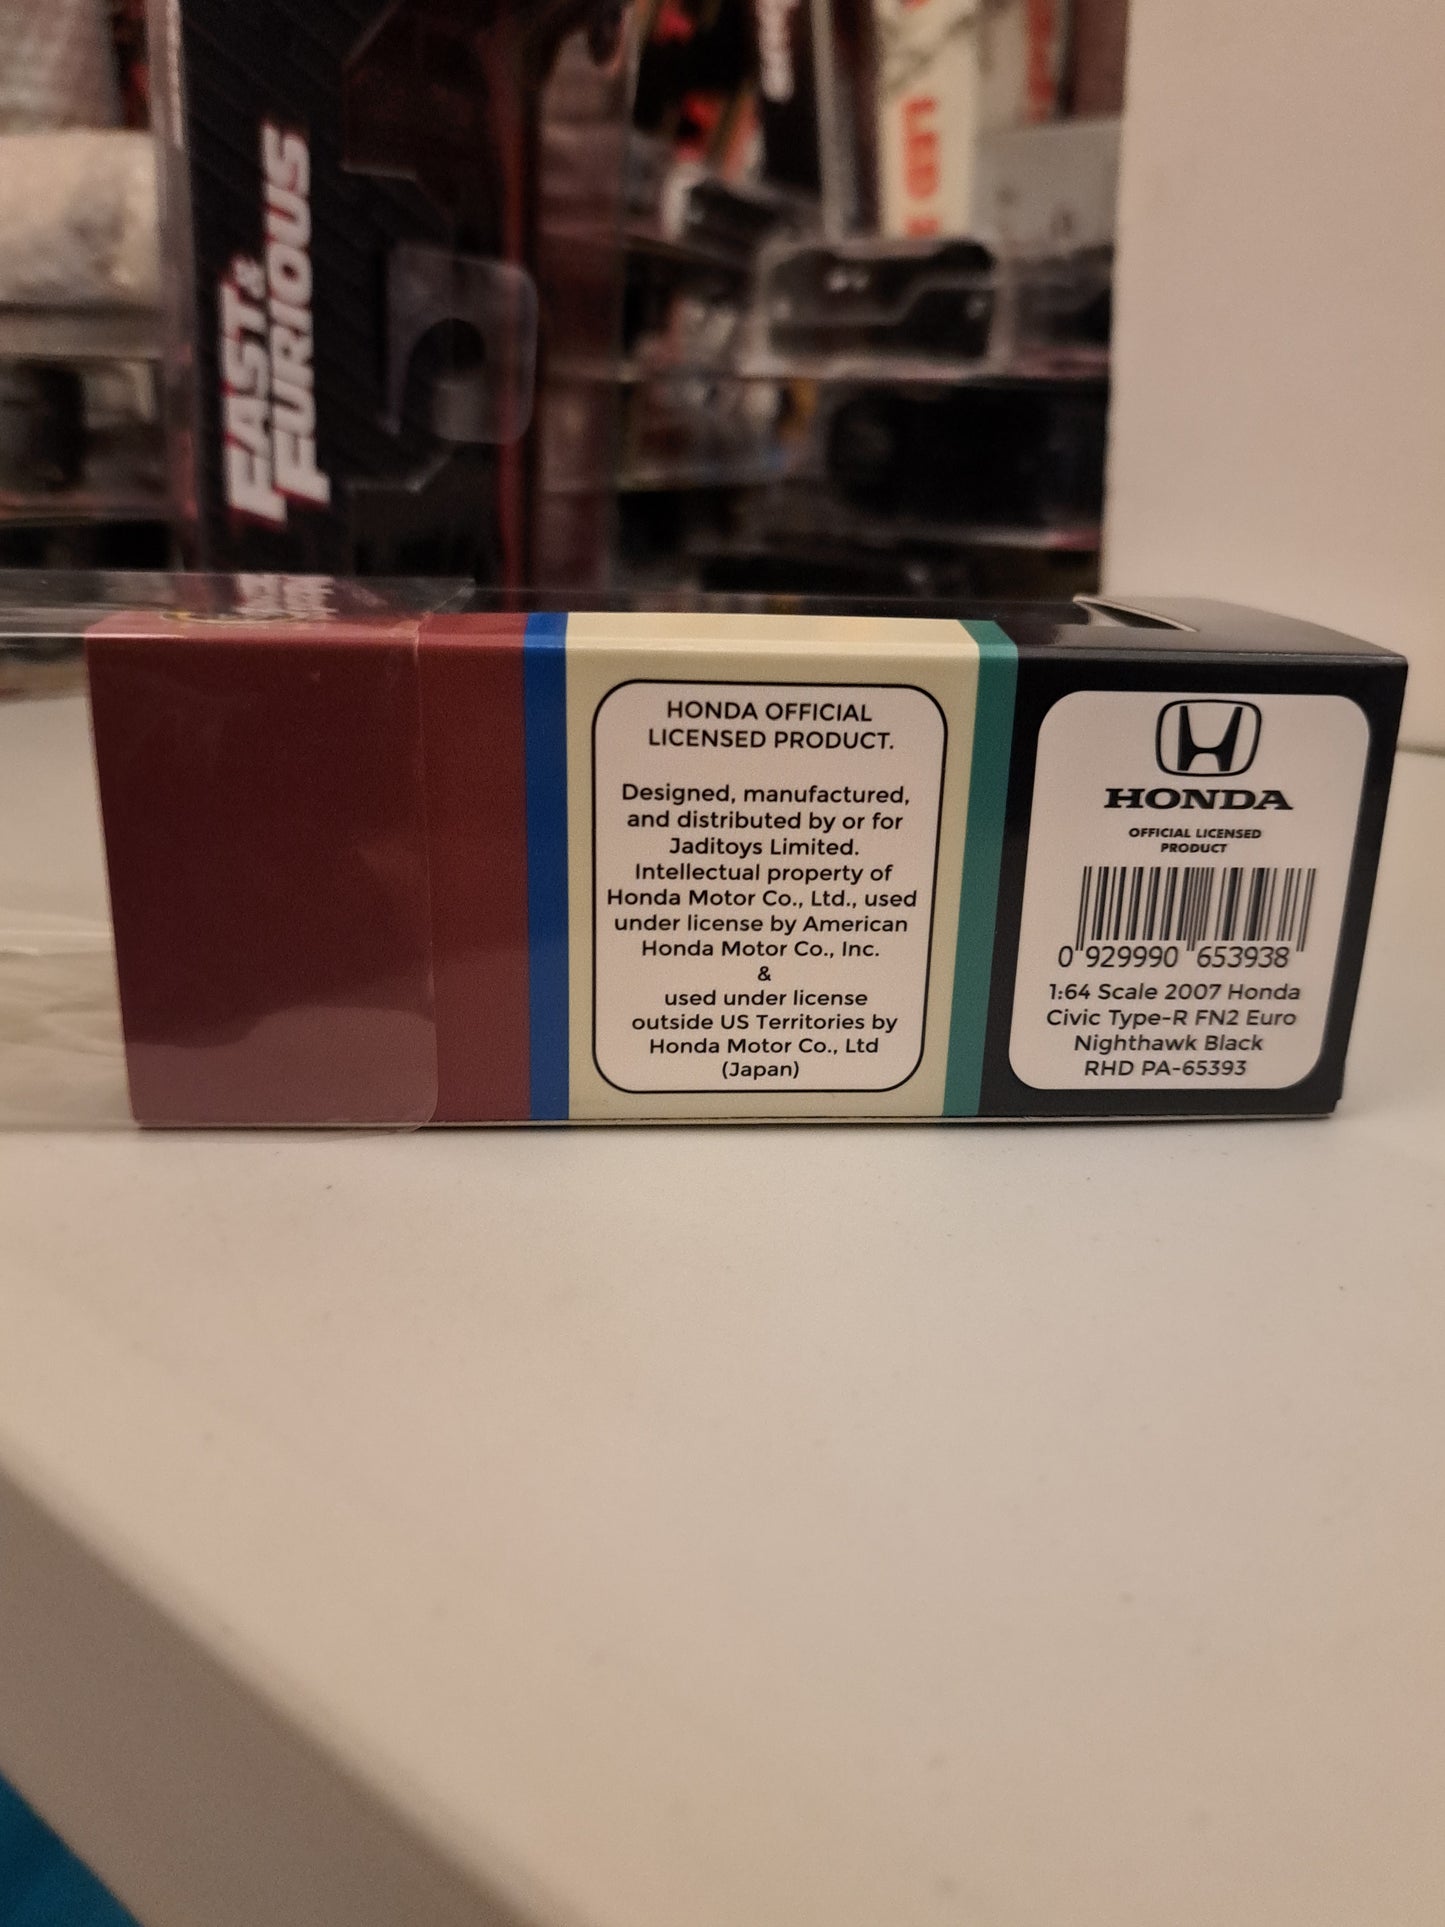 FAST &
FURIOUS
HONDA OFFICIAL
LICENSED PRODUCT.
Designed, manufactured,
and distributed by or for
Jaditoys Limited.
Intellectual property of
Honda Motor Co., Ltd., used
under license by American
Honda Motor Co., Inc.
&
used under license
outside US Territories by
Honda Motor Co., Ltd
(Japan)
HONDA
OFFICIAL LICENSED
PRODUCT
0 929990 653938
1:64 Scale 2007 Honda
Civic Type-R FN2 Euro
Nighthawk Black
RHD PA-65393